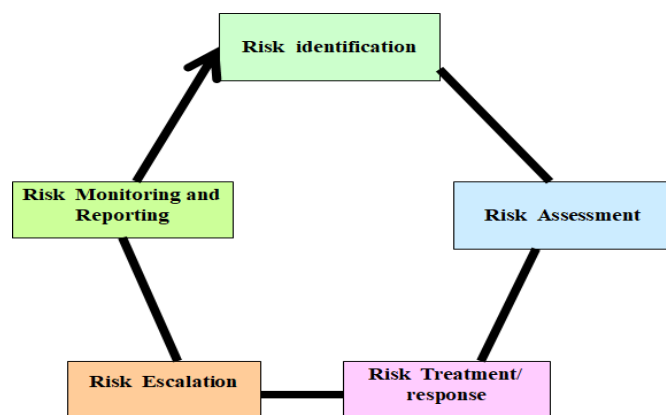 Risk identification
Risk Assessment
Risk Treatment/
response
Risk Escalation
Risk Monitoring and
Reporting